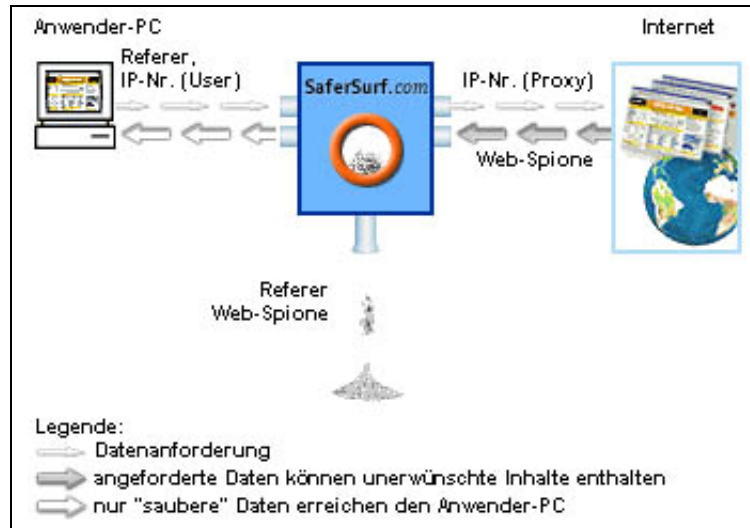 Anwender-PC
Internet
Referer,
IP-Nr. (User)
SaferSurf.com
IP-Nr. (Proxy)
Web-Spione
Referer
Web-Spione
Legende:
Datenanforderung
angeforderte Daten können unerwünschte Inhalte enthalten
nur "saubere" Daten erreichen den Anwender-PC